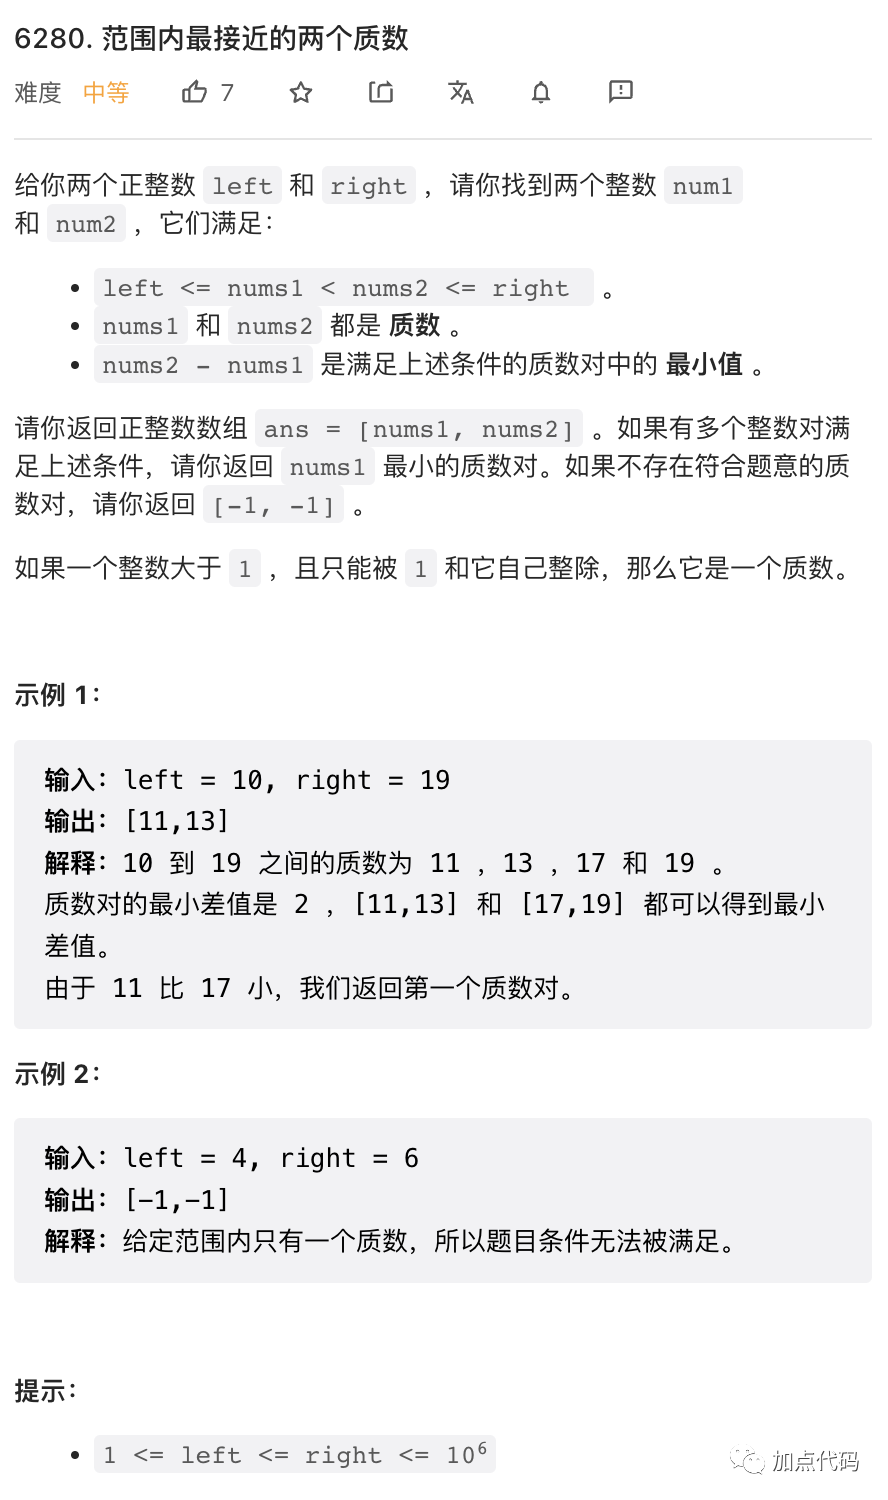 6280. 范围内最接近的两个质数
难度 中等 7
给你两个正整数 left 和 right ，请你找到两个整数 num1
和 num2 ，它们满足：
• left <= nums1 < nums2 <= right 。
• nums1 和 nums2 都是 质数 。
• nums2 - nums1 是满足上述条件的质数对中的 最小值 。
请你返回正整数数组 ans = [nums1, nums2] 。如果有多个整数对满
足上述条件，请你返回 nums1 最小的质数对。如果不存在符合题意的质
数对，请你返回 [-1, -1] 。
如果一个整数大于 1 ，且只能被 1 和它自己整除，那么它是一个质数。
示例 1：
输入：left = 10, right = 19
输出：[11,13]
解释：10 到 19 之间的质数为 11 ，13 ，17 和 19 。
质数对的最小差值是 2 ，[11,13] 和 [17,19] 都可以得到最小
差值。
由于 11 比 17 小，我们返回第一个质数对。
示例 2：
输入：left = 4, right = 6
输出：[-1,-1]
解释：给定范围内只有一个质数，所以题目条件无法被满足。
提示：
• 1 <= left <= right <= 10⁶
加点代码